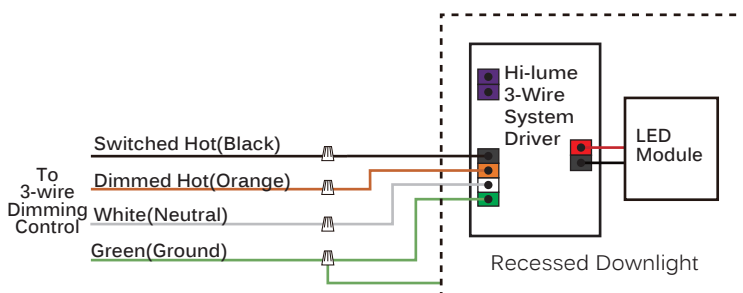 Hi-lume
3-Wire
System
Driver
LED
Module
Switched Hot(Black)
Dimmed Hot(Orange)
White(Neutral)
Green(Ground)
To
3-wire
Dimming
Control
Recessed Downlight